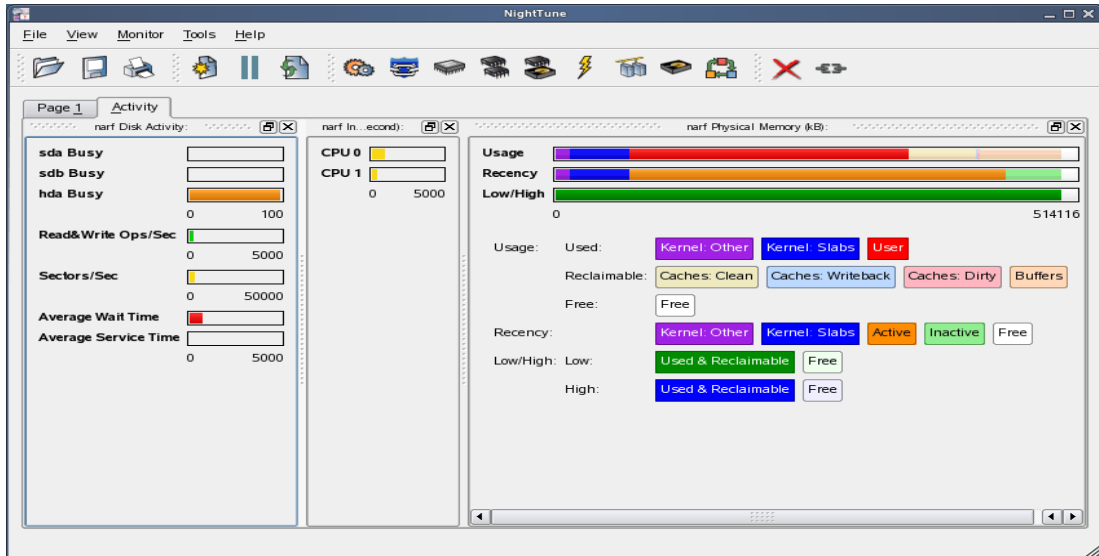 NightTune
File View Monitor Tools Help
Page 1 Activity
narf Disk Activity:
sda Busy
sdb Busy
hda Busy
0 100
Read&Write Ops/Sec
0 5000
Sectors/Sec
0 50000
Average Wait Time
Average Service Time
0 5000
narf In...econd):
CPU 0
CPU 1
0 5000
narf Physical Memory (kB):
Usage
Recency
Low/High
0 514116
Usage: Used: Kernel: Other Kernel: Slabs User
Reclaimable: Caches: Clean Caches: Writeback Caches: Dirty Buffers
Free: Free
Recency: Kernel: Other Kernel: Slabs Active Inactive Free
Low/High: Low: Used & Reclaimable Free
High: Used & Reclaimable Free